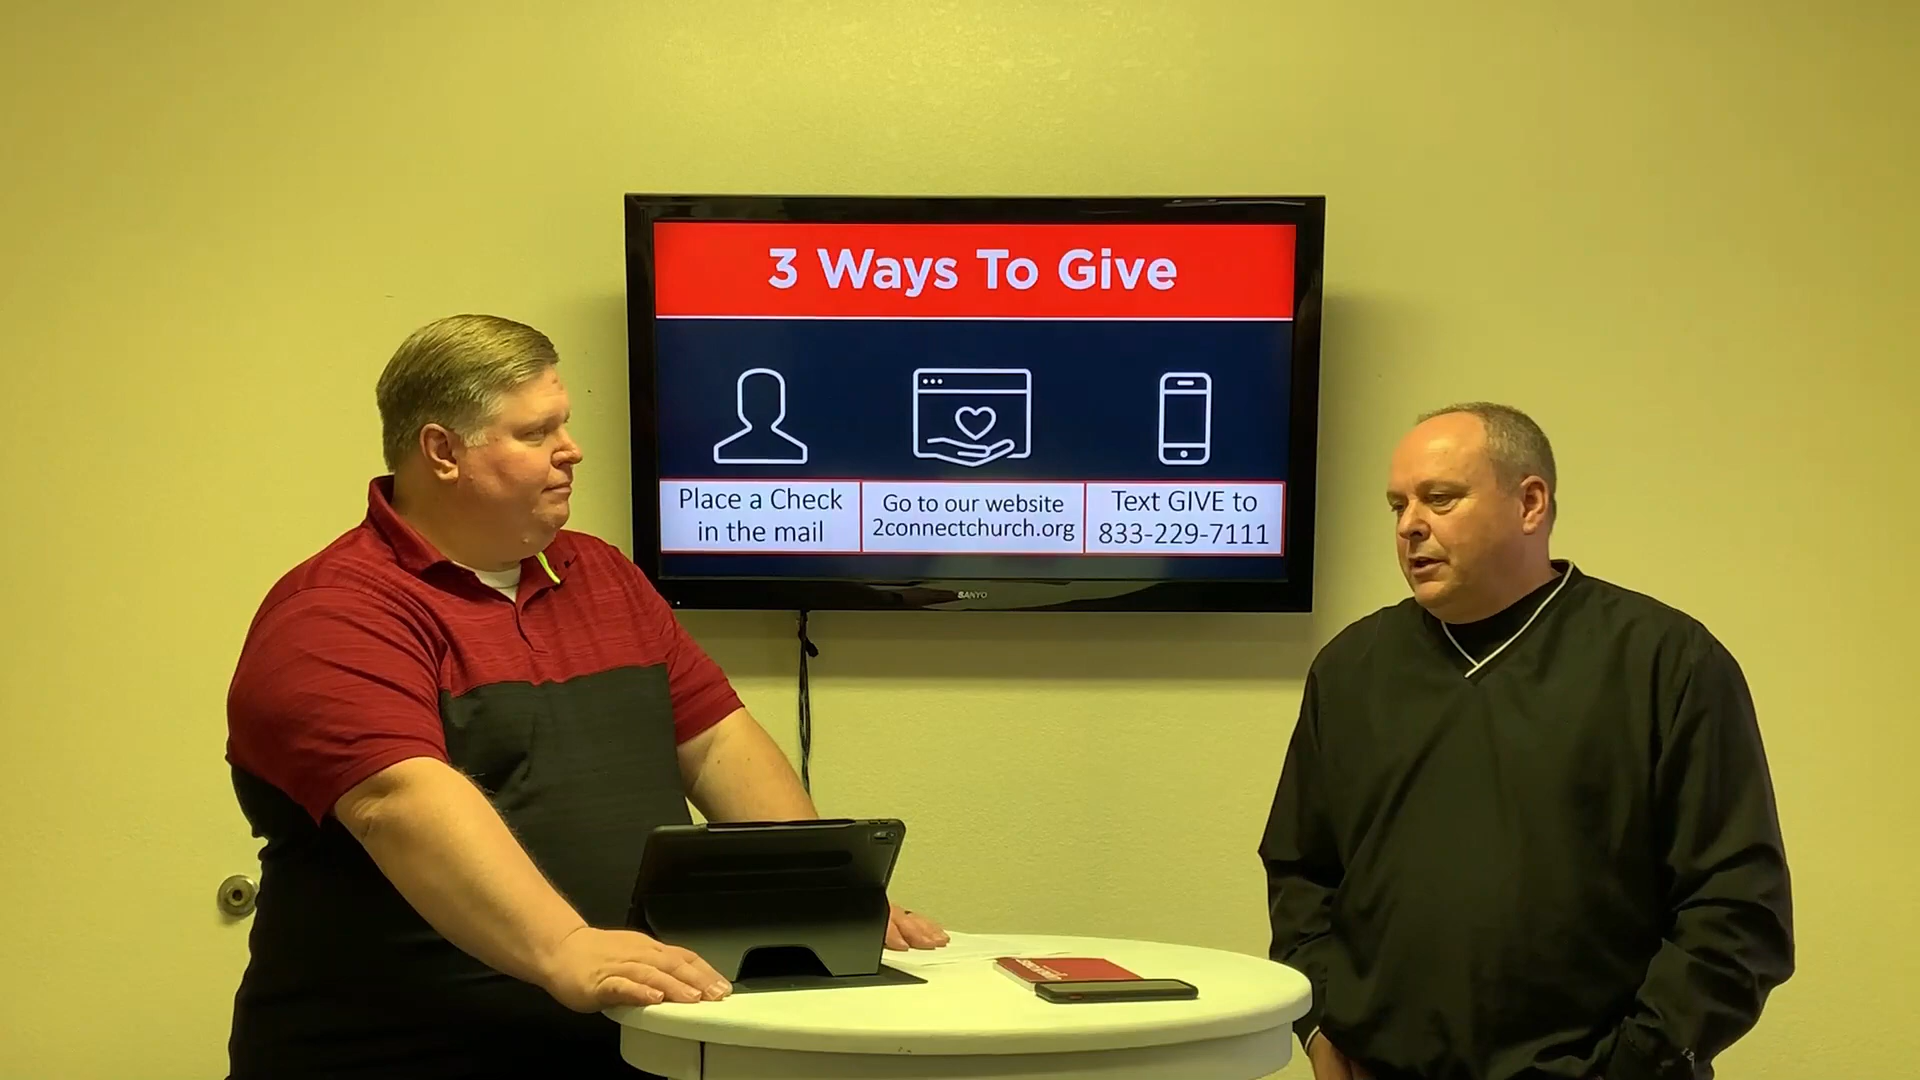 3 Ways To Give
Place a Check
in the mail
Go to our website
2connectchurch.org
Text GIVE to
833-229-7111
SANYO